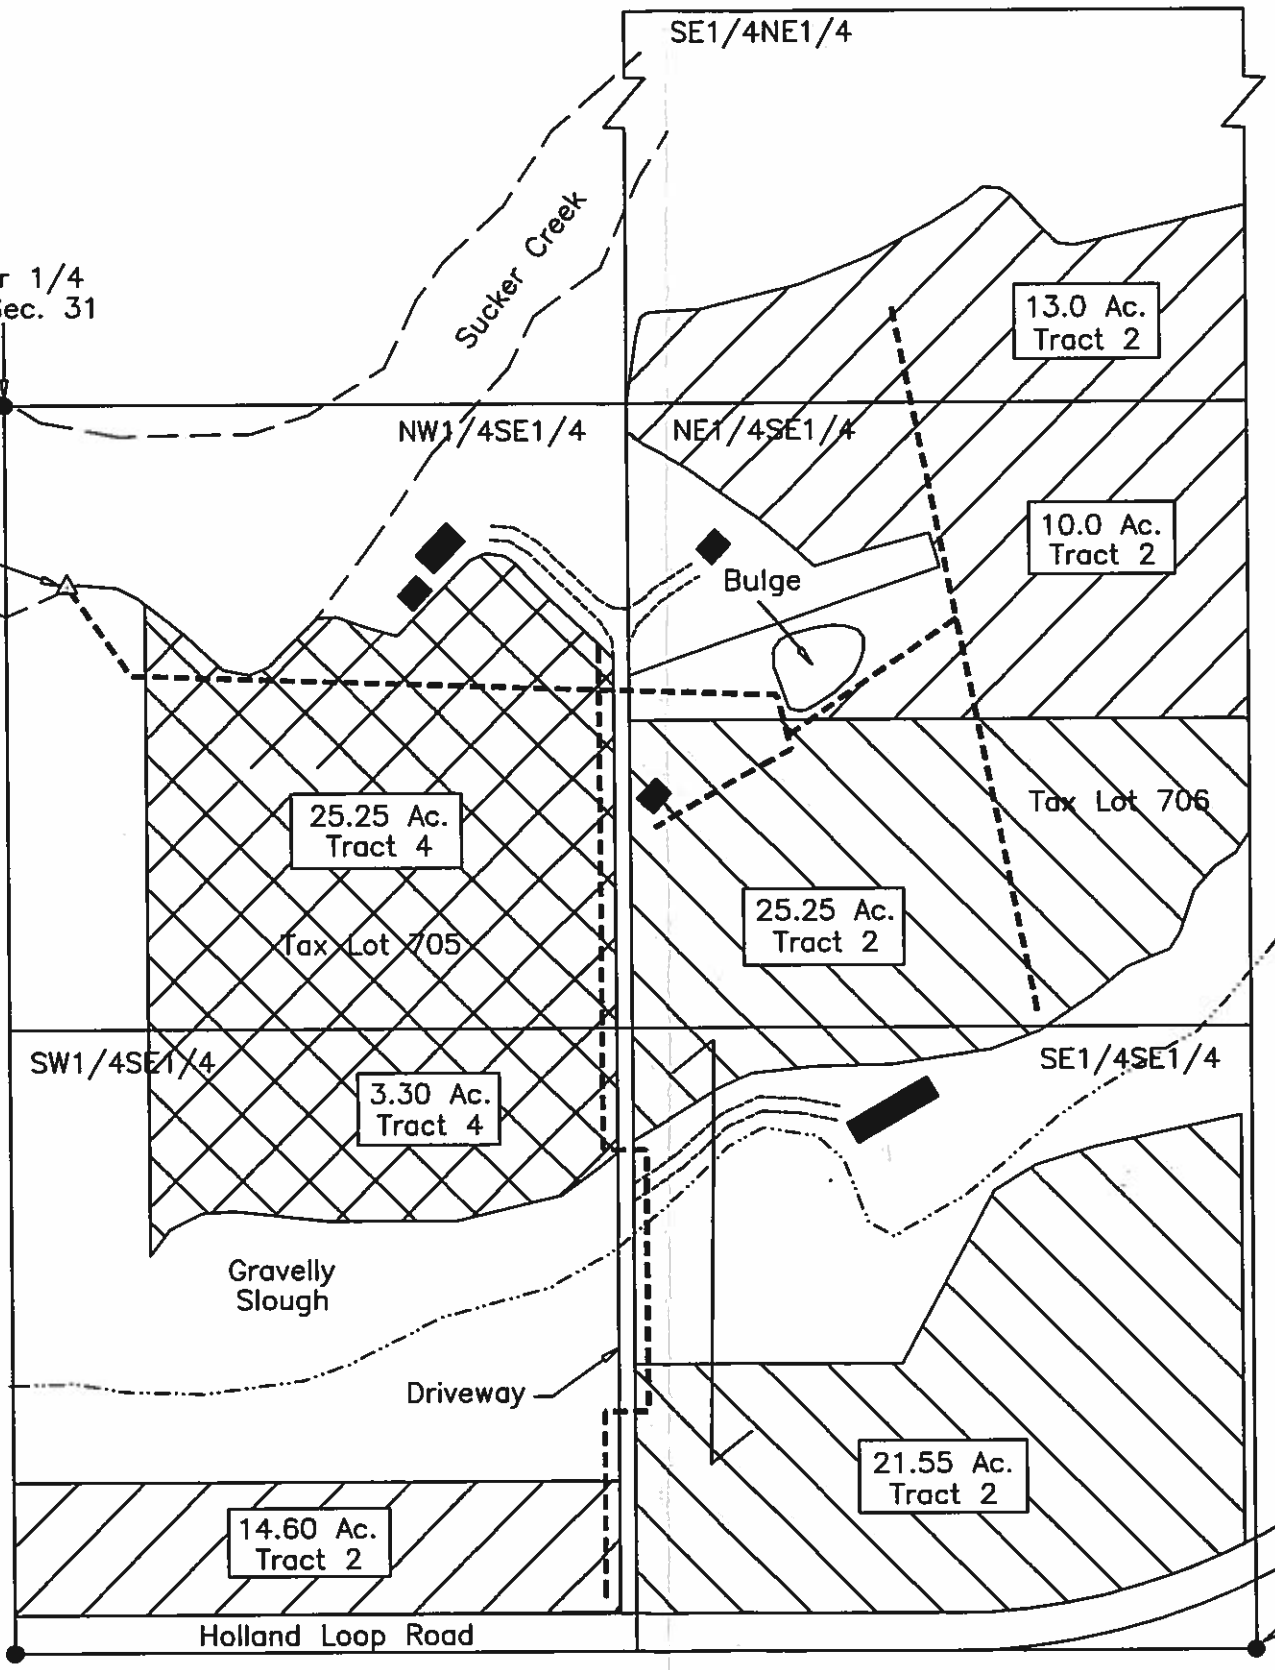 SE1/4NE1/4
Sucker Creek
r 1/4
ec. 31
13.0 Ac.
Tract 2
NW1/4SE1/4
NE1/4SE1/4
10.0 Ac.
Tract 2
Bulge
25.25 Ac.
Tract 4
Tax Lot 706
25.25 Ac.
Tract 2
Tax Lot 705
SW1/4SE1/4
SE1/4SE1/4
3.30 Ac.
Tract 4
Gravelly
Slough
Driveway
21.55 Ac.
Tract 2
14.60 Ac.
Tract 2
Holland Loop Road